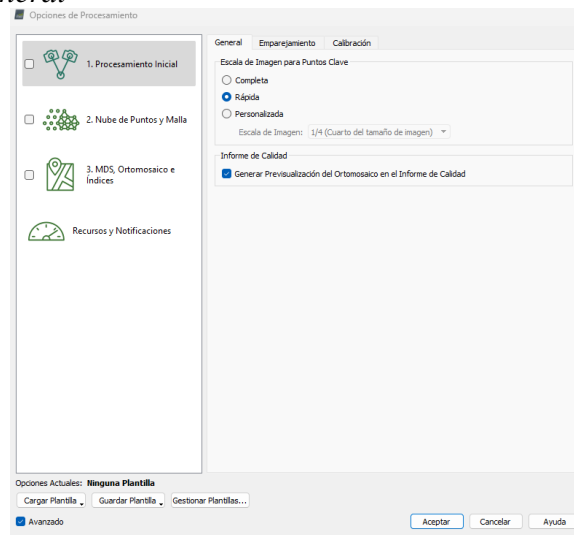 Opciones de Procesamiento
1. Procesamiento Inicial
2. Nube de Puntos y Malla
3. MDS, Ortomosaico e
Índices
Recursos y Notificaciones
General Emparejamiento Calibración
Escala de Imagen para Puntos Clave
Completa
Rápida
Personalizada
Escala de Imagen: 1/4 (Cuarto del tamaño de imagen)
Informe de Calidad
Generar Previsualización del Ortomosaico en el Informe de Calidad
Opciones Actuales: Ninguna Plantilla
Cargar Plantilla Guardar Plantilla Gestionar Plantillas...
Avanzado
Aceptar Cancelar Ayuda